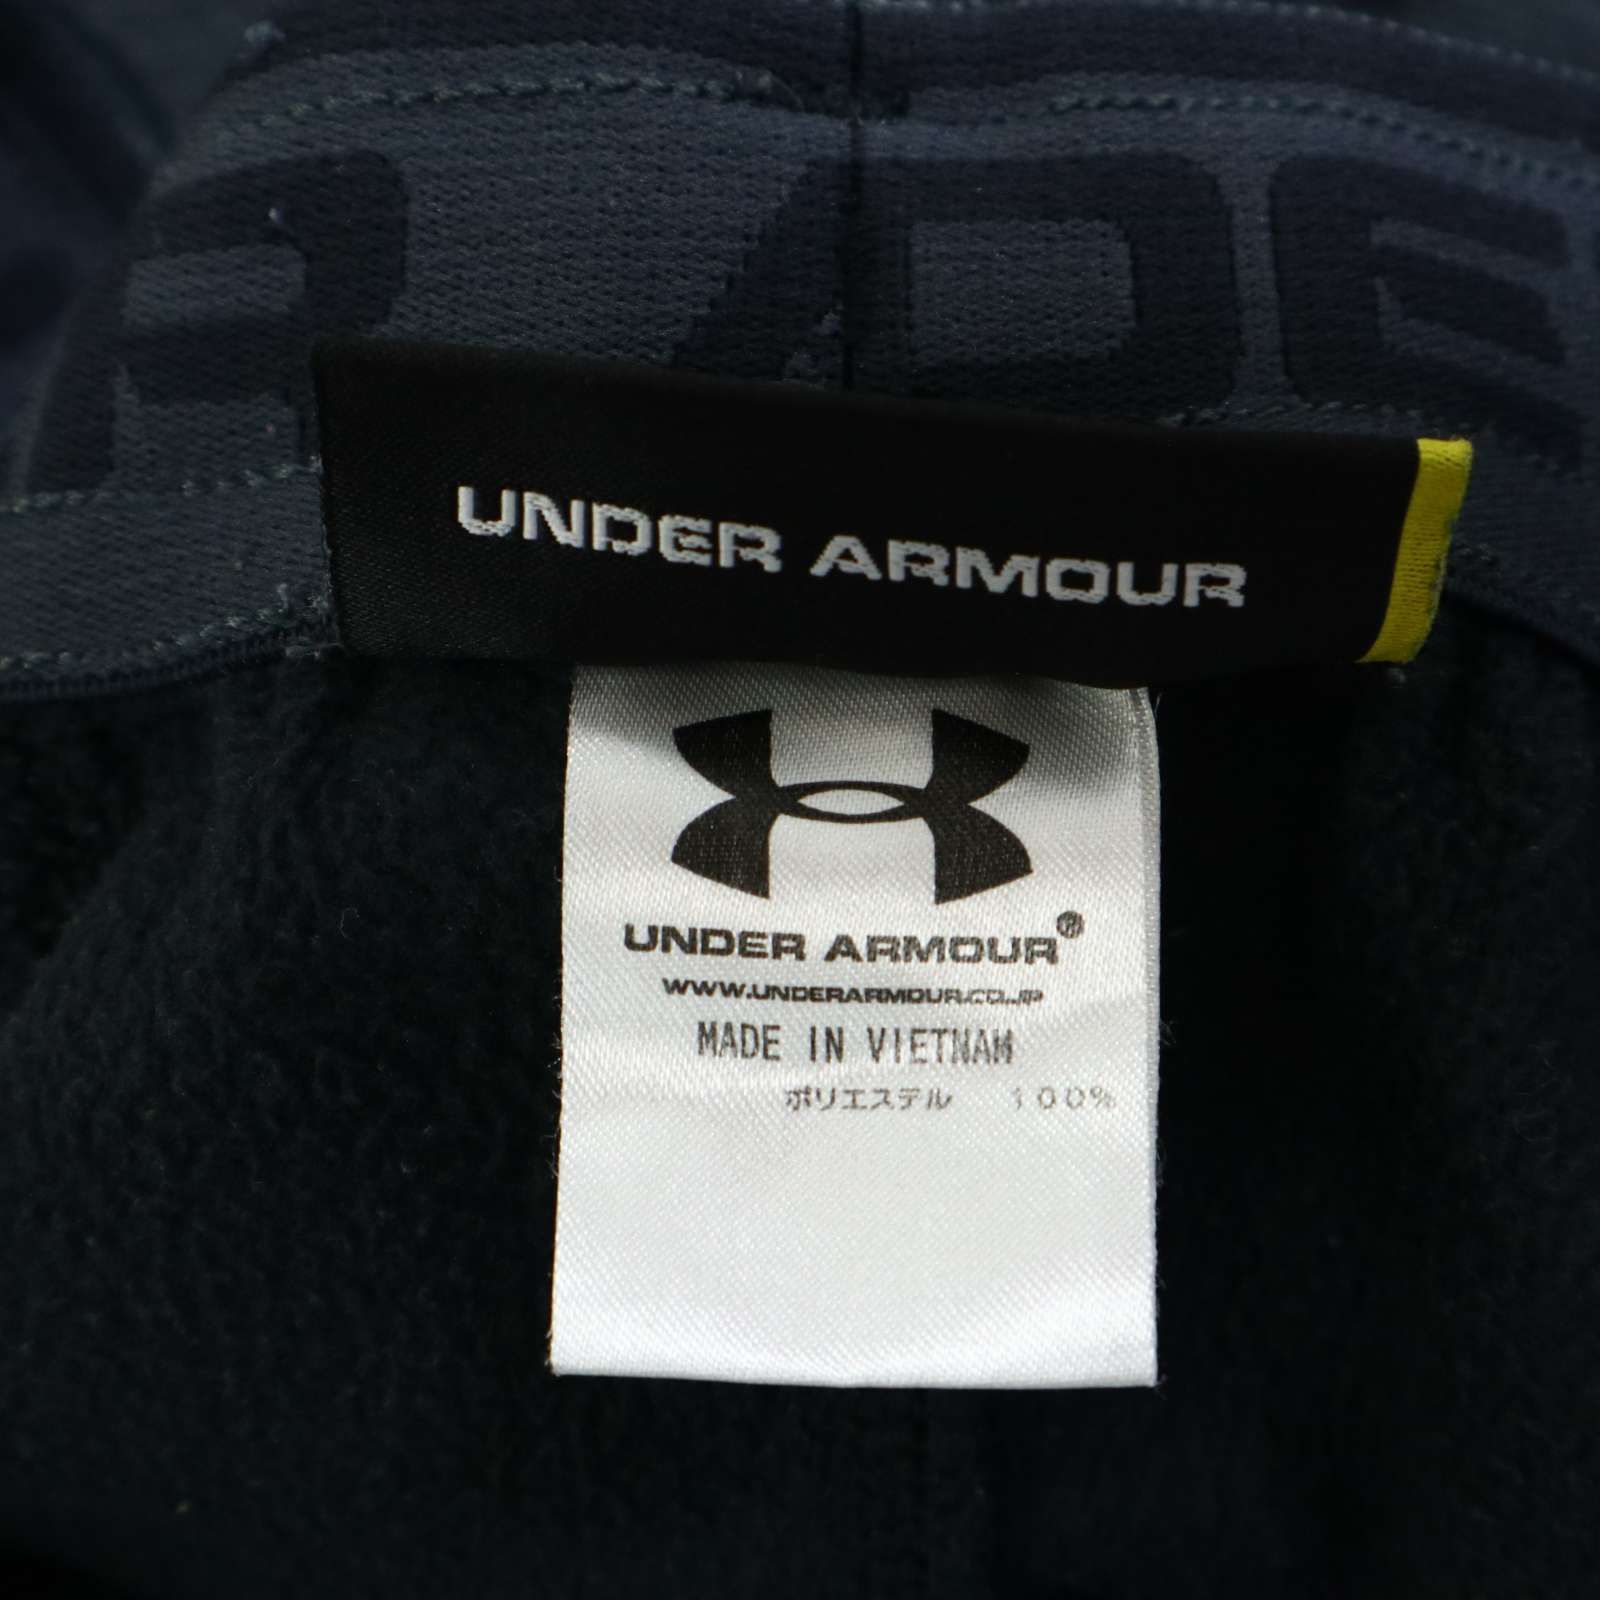 UNDER ARMOUR
UNDER ARMOUR®
WWW.UNDERARMOUR.CO.JP
MADE IN VIETNAM
ポリエステル 100%